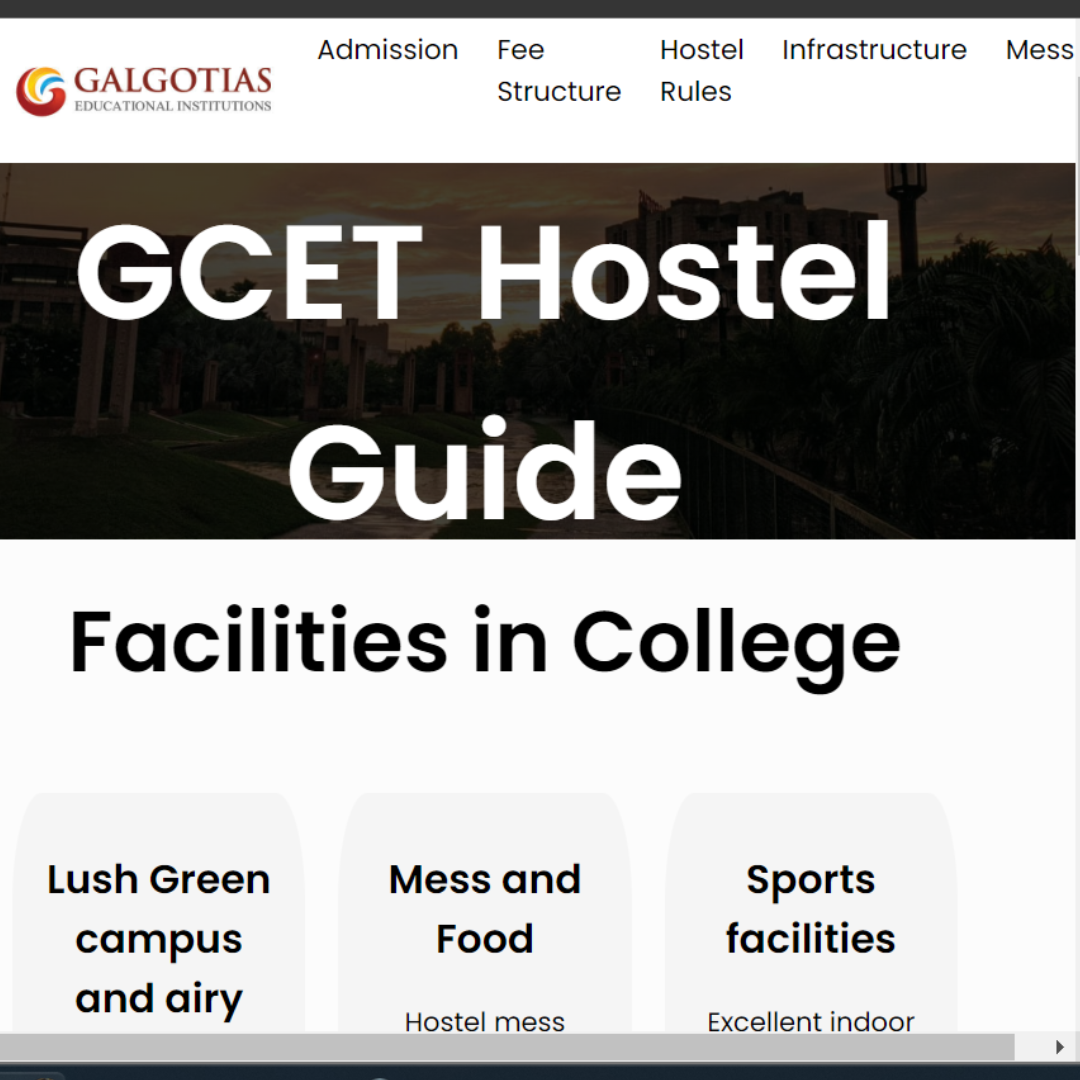 GALGOTIAS
EDUCATIONAL INSTITUTIONS
Admission
Fee
Structure
Hostel
Rules
Infrastructure
Mess
GCET Hostel
Guide
Facilities in College
Lush Green
campus
and airy
Mess and
Food
Hostel mess
Sports
facilities
Excellent indoor